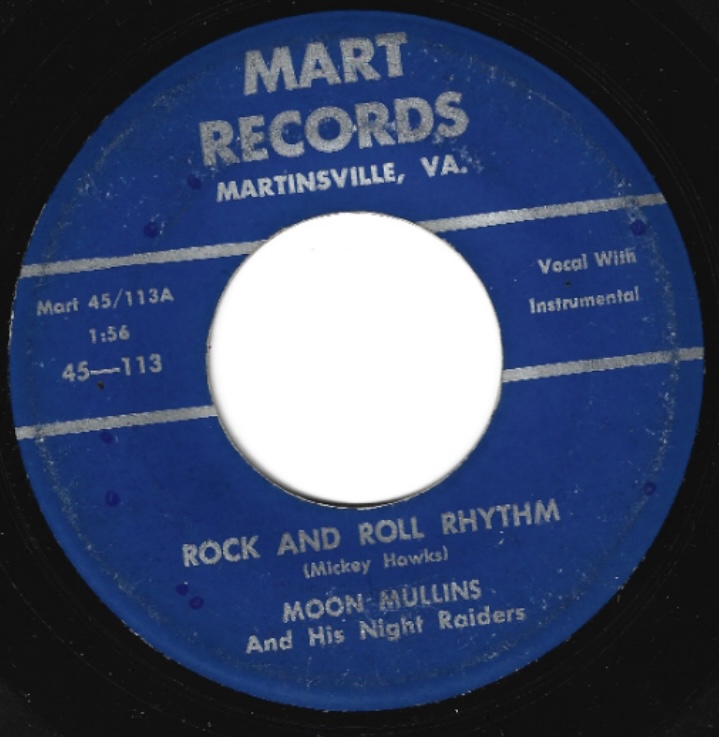 MART
RECORDS
MARTINSVILLE, VA.
Mart 45/113A
1:56
45—113
Vocal With
Instrumental
ROCK AND ROLL RHYTHM
(Mickey Hawks)
MOON MULLINS
And His Night Raiders